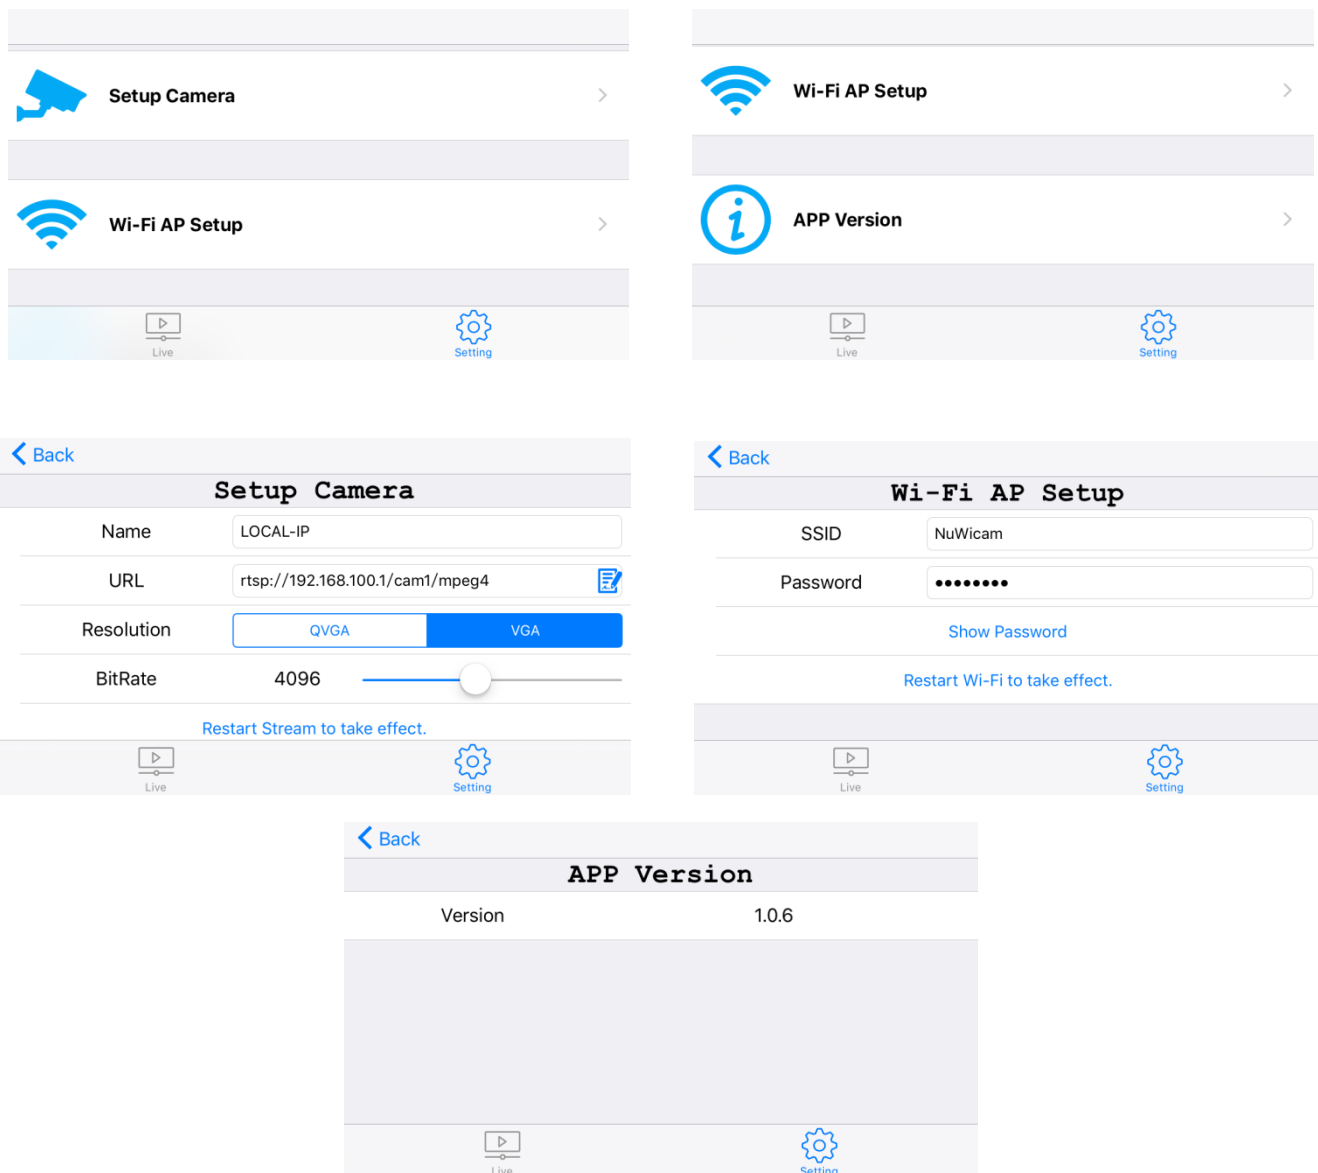 Setup Camera
Wi-Fi AP Setup
Live
Setting
Wi-Fi AP Setup
APP Version
Live
Setting
Back
Setup Camera
Name LOCAL-IP
URL rtsp://192.168.100.1/cam1/mpeg4
Resolution QVGA VGA
BitRate 4096
Restart Stream to take effect.
Live
Setting
Back
Wi-Fi AP Setup
SSID NuWicam
Password ••••••••
Show Password
Restart Wi-Fi to take effect.
Live
Setting
Back
APP Version
Version 1.0.6
Live
Setting